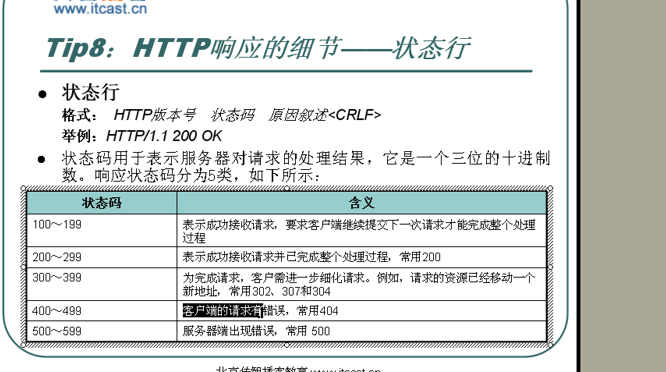 www.itcast.cn
Tip8：HTTP响应的细节——状态行
● 状态行
格式： HTTP版本号 状态码 原因叙述<CRLF>
举例：HTTP/1.1 200 OK
● 状态码用于表示服务器对请求的处理结果，它是一个三位的十进制
数。响应状态码分为5类，如下所示：
状态码 含义
100～199 表示成功接收请求，要求客户端继续提交下一次请求才能完成整个处理
过程
200～299 表示成功接收请求并已完成整个处理过程，常用200
300～399 为完成请求，客户需进一步细化请求。例如，请求的资源已经移动一个
新地址，常用302、307和304
400～499 客户端的请求有错误，常用404
500～599 服务器端出现错误，常用 500
北京传智播客教育 www.itcast.cn